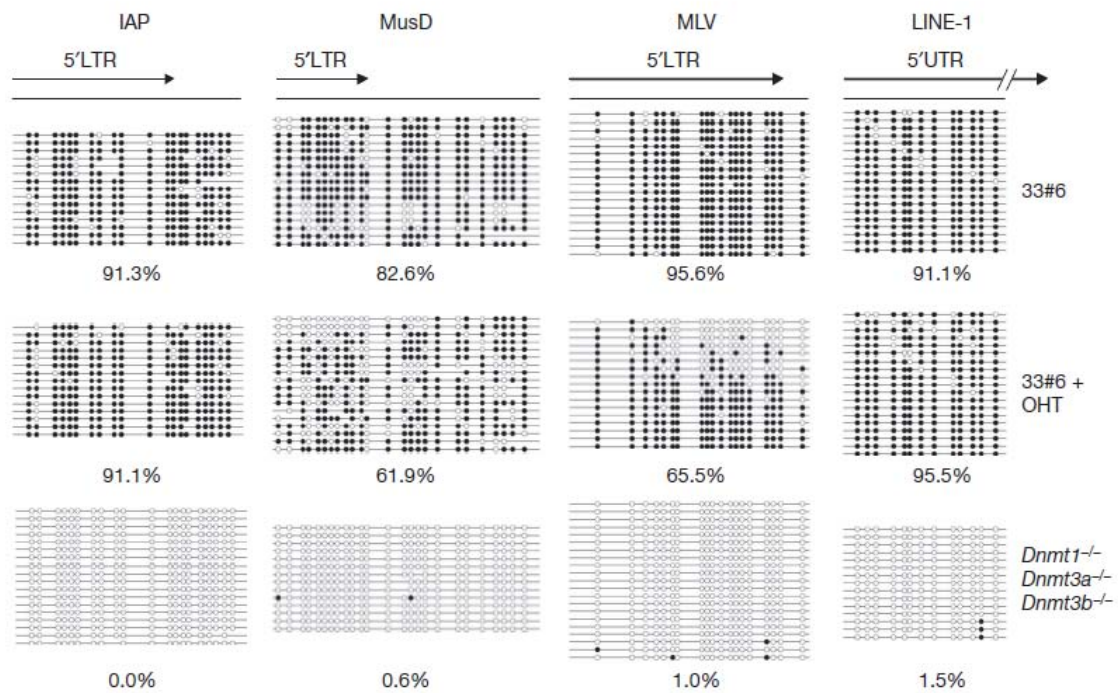 IAP MusD MLV LINE-1
5′LTR 5′LTR 5′LTR 5′UTR
33#6
91.3% 82.6% 95.6% 91.1%
33#6 +
OHT
91.1% 61.9% 65.5% 95.5%
Dnmt1–/–
Dnmt3a–/–
Dnmt3b–/–
0.0% 0.6% 1.0% 1.5%